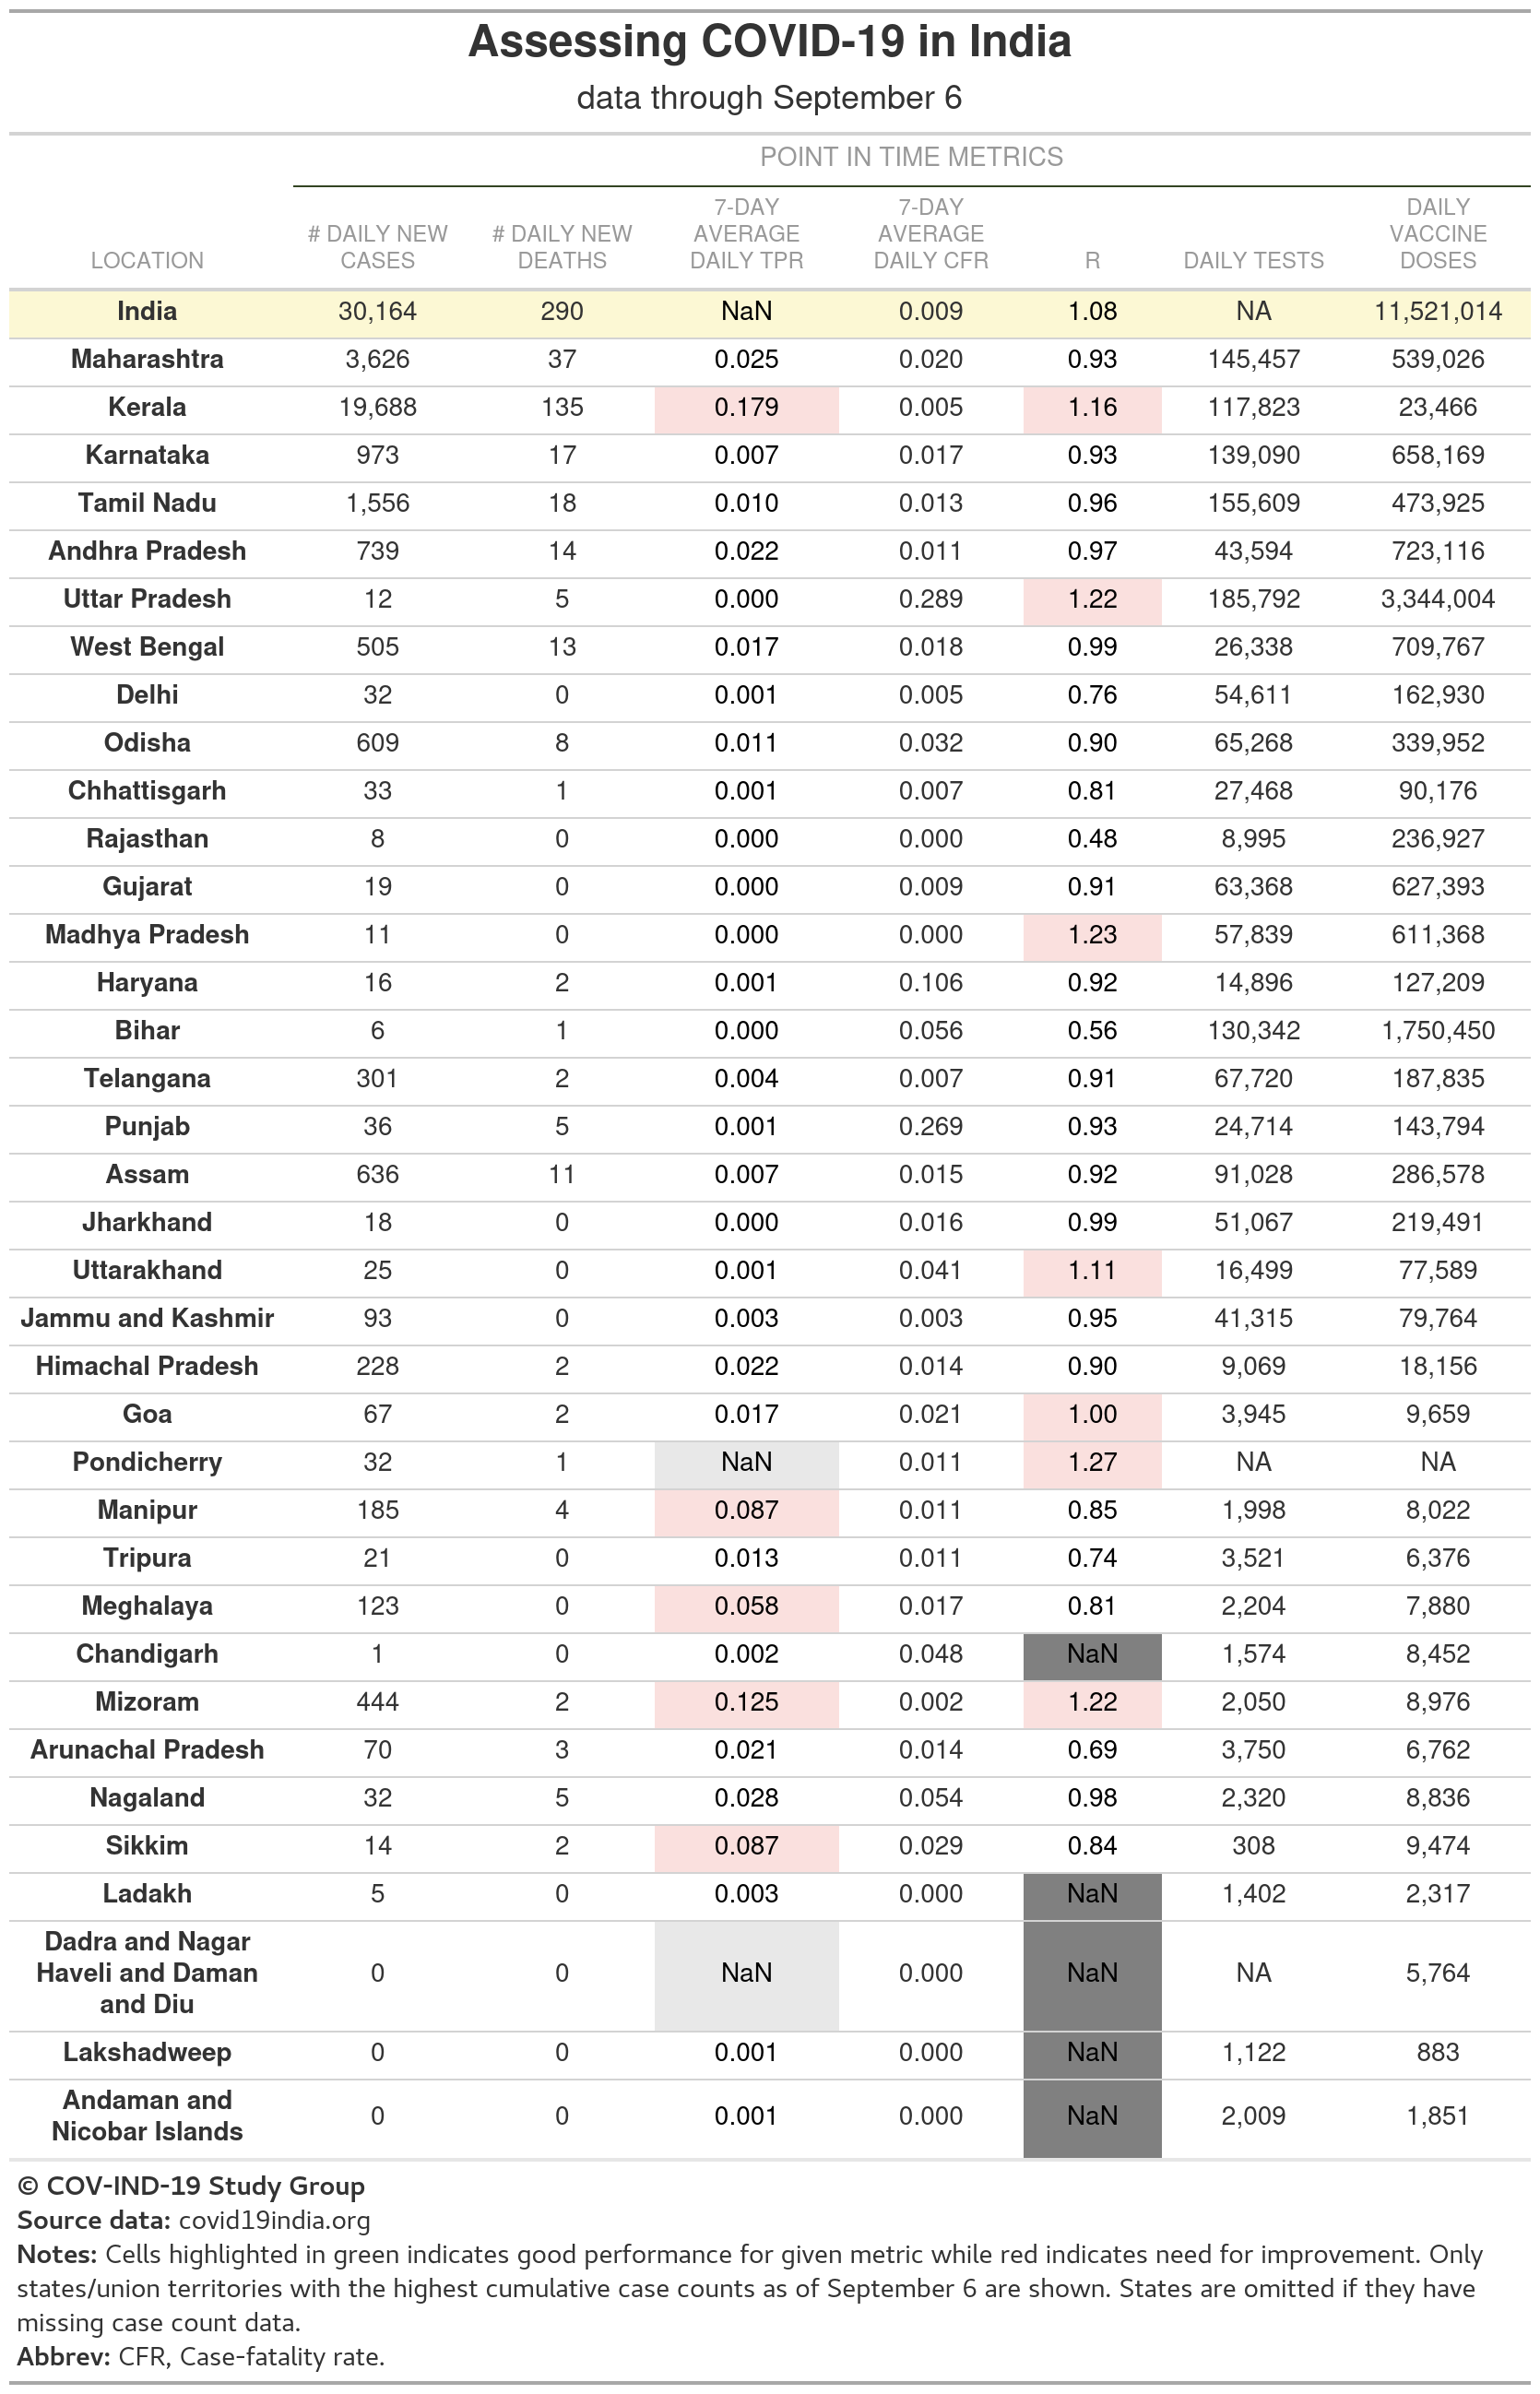 Assessing COVID-19 in India
data through September 6
POINT IN TIME METRICS
LOCATION # DAILY NEW CASES # DAILY NEW DEATHS 7-DAY AVERAGE DAILY TPR 7-DAY AVERAGE DAILY CFR R DAILY TESTS DAILY VACCINE DOSES
India 30,164 290 NaN 0.009 1.08 NA 11,521,014
Maharashtra 3,626 37 0.025 0.020 0.93 145,457 539,026
Kerala 19,688 135 0.179 0.005 1.16 117,823 23,466
Karnataka 973 17 0.007 0.017 0.93 139,090 658,169
Tamil Nadu 1,556 18 0.010 0.013 0.96 155,609 473,925
Andhra Pradesh 739 14 0.022 0.011 0.97 43,594 723,116
Uttar Pradesh 12 5 0.000 0.289 1.22 185,792 3,344,004
West Bengal 505 13 0.017 0.018 0.99 26,338 709,767
Delhi 32 0 0.001 0.005 0.76 54,611 162,930
Odisha 609 8 0.011 0.032 0.90 65,268 339,952
Chhattisgarh 33 1 0.001 0.007 0.81 27,468 90,176
Rajasthan 8 0 0.000 0.000 0.48 8,995 236,927
Gujarat 19 0 0.000 0.009 0.91 63,368 627,393
Madhya Pradesh 11 0 0.000 0.000 1.23 57,839 611,368
Haryana 16 2 0.001 0.106 0.92 14,896 127,209
Bihar 6 1 0.000 0.056 0.56 130,342 1,750,450
Telangana 301 2 0.004 0.007 0.91 67,720 187,835
Punjab 36 5 0.001 0.269 0.93 24,714 143,794
Assam 636 11 0.007 0.015 0.92 91,028 286,578
Jharkhand 18 0 0.000 0.016 0.99 51,067 219,491
Uttarakhand 25 0 0.001 0.041 1.11 16,499 77,589
Jammu and Kashmir 93 0 0.003 0.003 0.95 41,315 79,764
Himachal Pradesh 228 2 0.022 0.014 0.90 9,069 18,156
Goa 67 2 0.017 0.021 1.00 3,945 9,659
Pondicherry 32 1 NaN 0.011 1.27 NA NA
Manipur 185 4 0.087 0.011 0.85 1,998 8,022
Tripura 21 0 0.013 0.011 0.74 3,521 6,376
Meghalaya 123 0 0.058 0.017 0.81 2,204 7,880
Chandigarh 1 0 0.002 0.048 NaN 1,574 8,452
Mizoram 444 2 0.125 0.002 1.22 2,050 8,976
Arunachal Pradesh 70 3 0.021 0.014 0.69 3,750 6,762
Nagaland 32 5 0.028 0.054 0.98 2,320 8,836
Sikkim 14 2 0.087 0.029 0.84 308 9,474
Ladakh 5 0 0.003 0.000 NaN 1,402 2,317
Dadra and Nagar Haveli and Daman and Diu 0 0 NaN 0.000 NaN NA 5,764
Lakshadweep 0 0 0.001 0.000 NaN 1,122 883
Andaman and Nicobar Islands 0 0 0.001 0.000 NaN 2,009 1,851
© COV-IND-19 Study Group
Source data: covid19india.org
Notes: Cells highlighted in green indicates good performance for given metric while red indicates need for improvement. Only
states/union territories with the highest cumulative case counts as of September 6 are shown. States are omitted if they have
missing case count data.
Abbrev: CFR, Case-fatality rate.